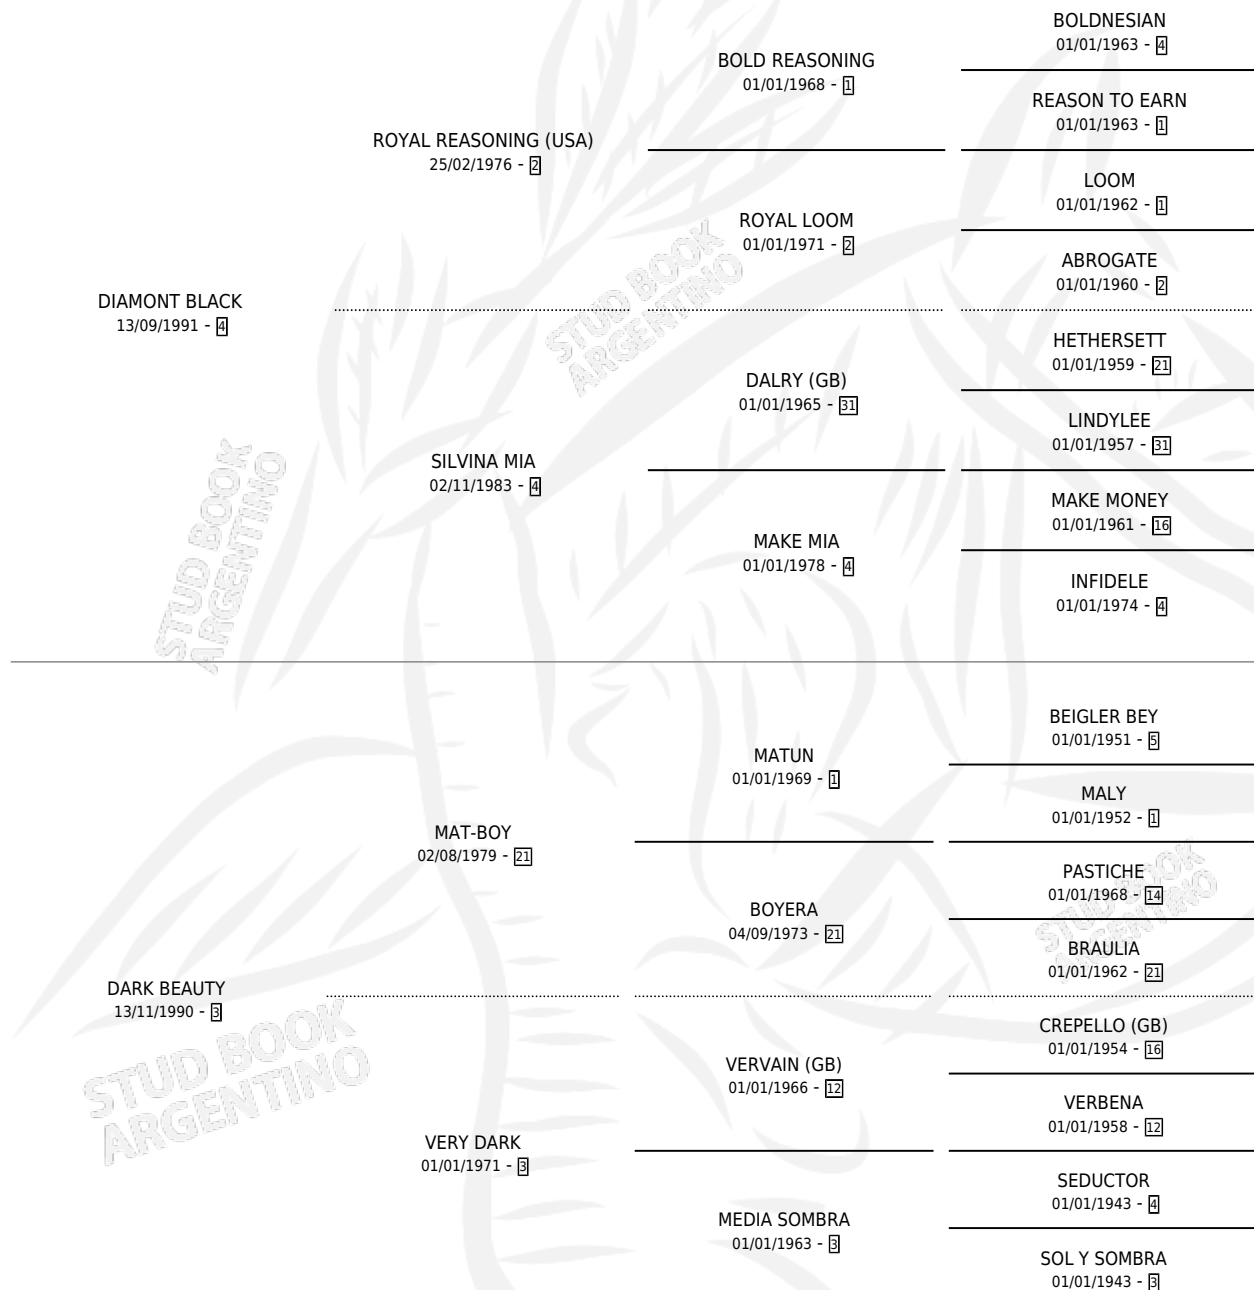 BOLDNESIAN
01/01/1963 - 4
BOLD REASONING
01/01/1968 - 1
REASON TO EARN
01/01/1963 - 1
ROYAL REASONING (USA)
25/02/1976 - 2
LOOM
01/01/1962 - 1
ROYAL LOOM
01/01/1971 - 2
ABROGATE
01/01/1960 - 2
DIAMONT BLACK
13/09/1991 - 4
HETHERSETT
01/01/1959 - 21
DALRY (GB)
01/01/1965 - 31
LINDYLEE
01/01/1957 - 31
SILVINA MIA
02/11/1983 - 4
MAKE MONEY
01/01/1961 - 16
MAKE MIA
01/01/1978 - 4
INFIDELE
01/01/1974 - 4
BEIGLER BEY
01/01/1951 - 5
MATUN
01/01/1969 - 1
MALY
01/01/1952 - 1
MAT-BOY
02/08/1979 - 21
PASTICHE
01/01/1968 - 14
BOYERA
04/09/1973 - 21
BRAULIA
01/01/1962 - 21
DARK BEAUTY
13/11/1990 - 3
CREPELLO (GB)
01/01/1954 - 16
VERVAIN (GB)
01/01/1966 - 12
VERBENA
01/01/1958 - 12
VERY DARK
01/01/1971 - 3
SEDUCTOR
01/01/1943 - 4
MEDIA SOMBRA
01/01/1963 - 3
SOL Y SOMBRA
01/01/1943 - 3
STUD BOOK
ARGENTINO
STUD BOOK
ARGENTINO
STUD BOOK
ARGENTINO
STUD BOOK
ARGENTINO